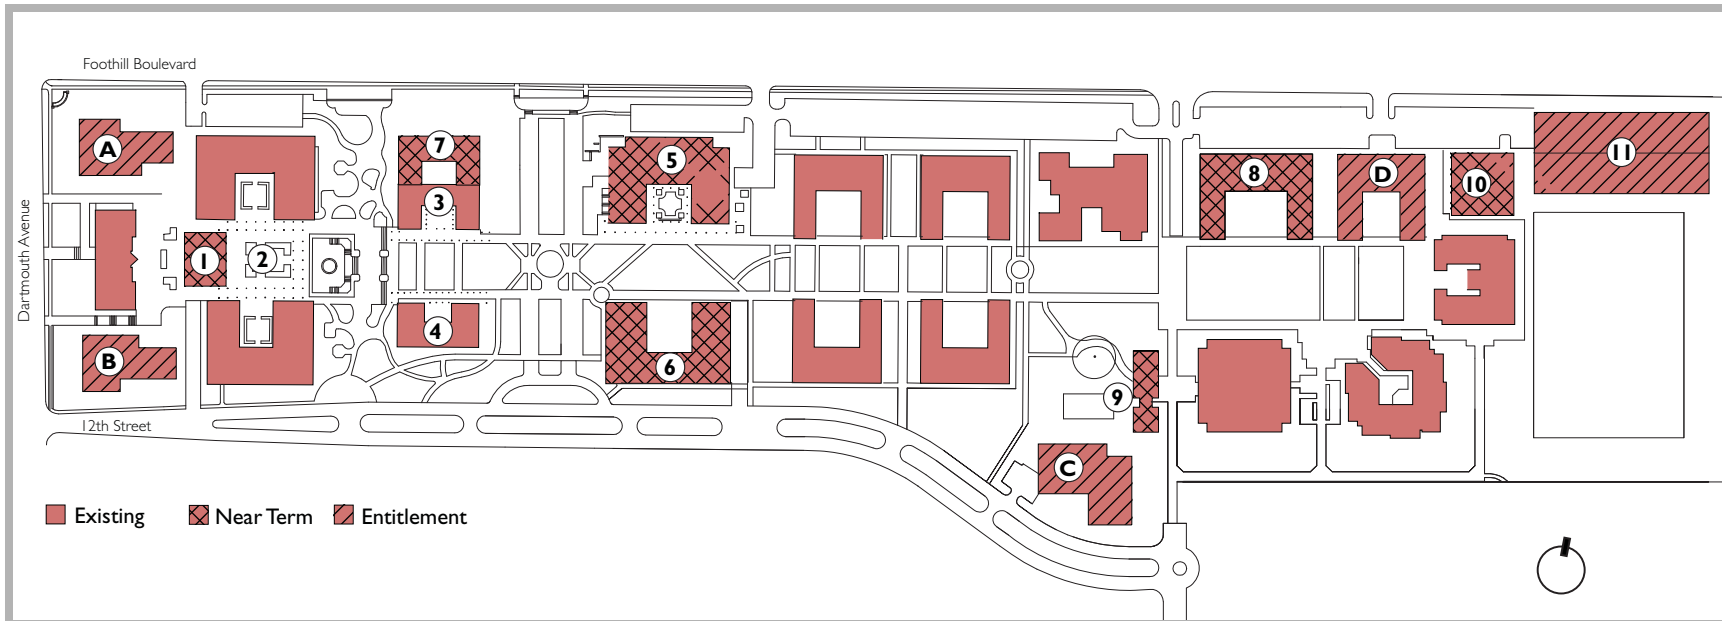 Foothill Boulevard
A
7
5
8
D
10
11
3
Dartmouth Avenue
1
2
4
B
6
9
12th Street
C
Existing
Near Term
Entitlement